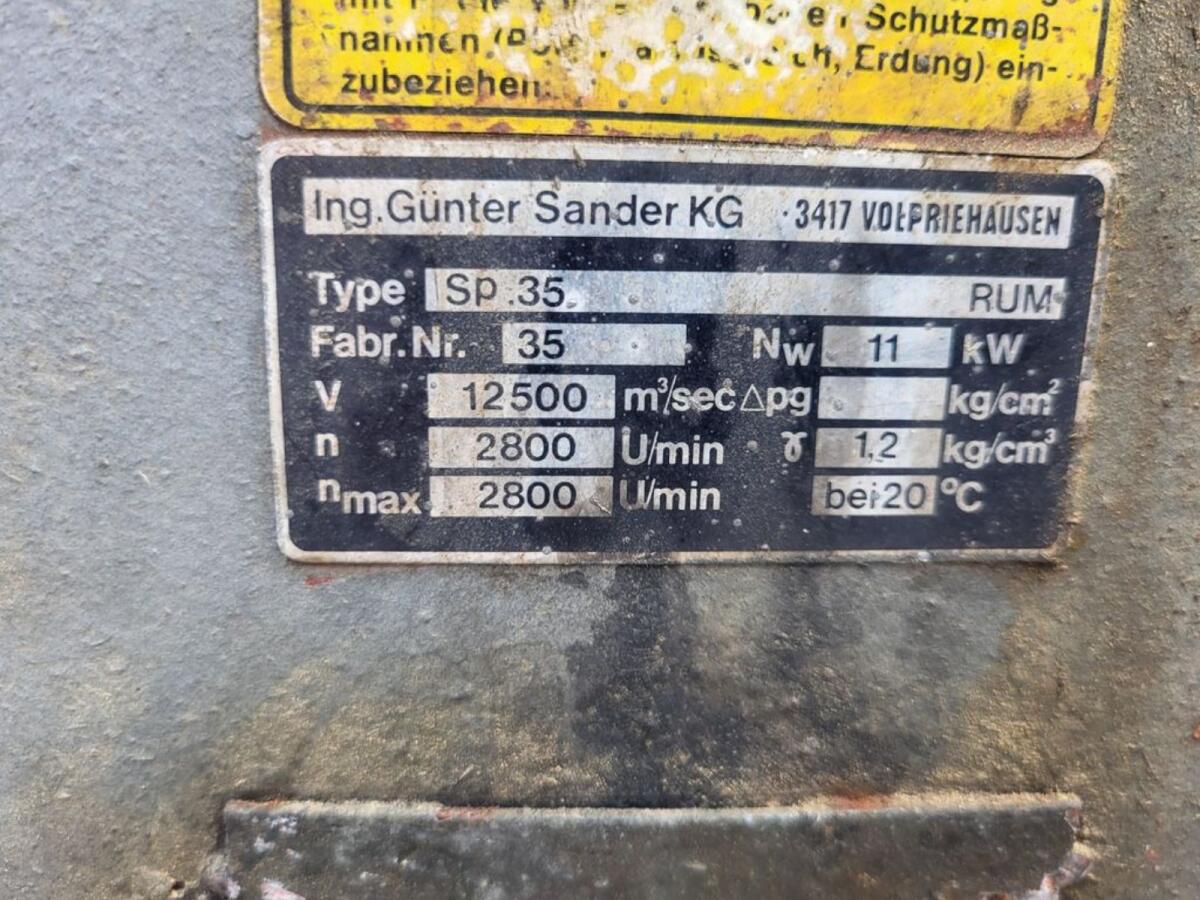 mit
Schutzmaß-
Erdung) ein-
zubeziehen.
Ing. Günter Sander KG · 3417 VOLPRIEHAUSEN
Type SP 35 RUM
Fabr. Nr. 35 NW 11 kW
V 12500 m³/sec △pg kg/cm²
n 2800 U/min ɤ 1,2 kg/cm³
nmax. 2800 U/min bei 20 °C